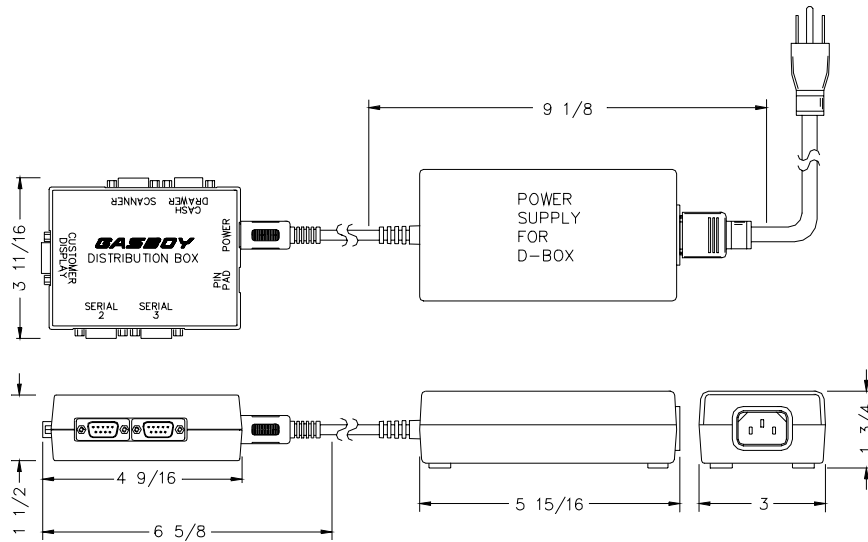 9 1/8
3 11/16
SCANNER
CASH
DRAWER
CUSTOMER
DISPLAY
GASBOY
DISTRIBUTION BOX
POWER
PIN
PAD
SERIAL
2
SERIAL
3
POWER
SUPPLY
FOR
D-BOX
1 1/2
4 9/16
6 5/8
5 15/16
3
1 3/4